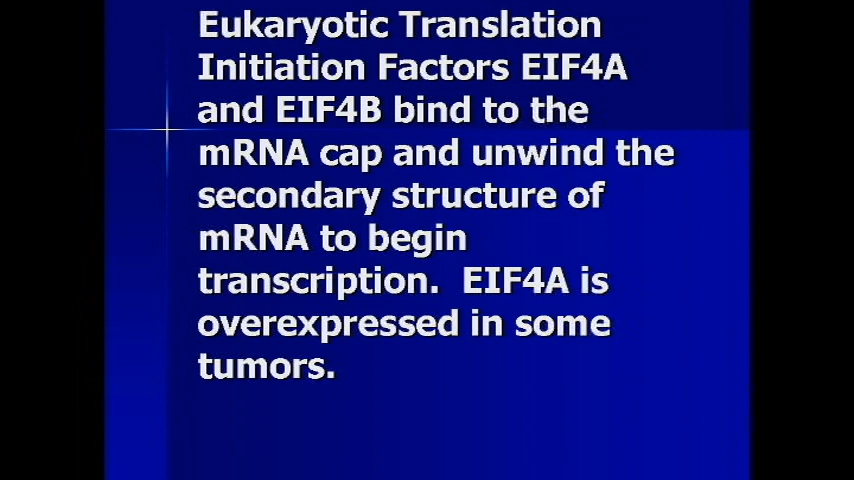 Eukaryotic Translation
Initiation Factors EIF4A
and EIF4B bind to the
mRNA cap and unwind the
secondary structure of
mRNA to begin
transcription.  EIF4A is
overexpressed in some
tumors.